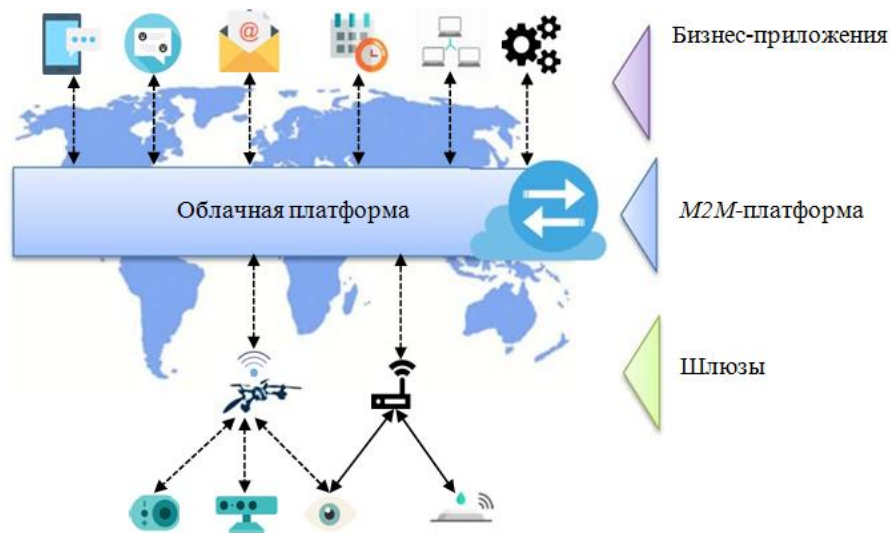 Бизнес-приложения
Облачная платформа
M2M-платформа
Шлюзы